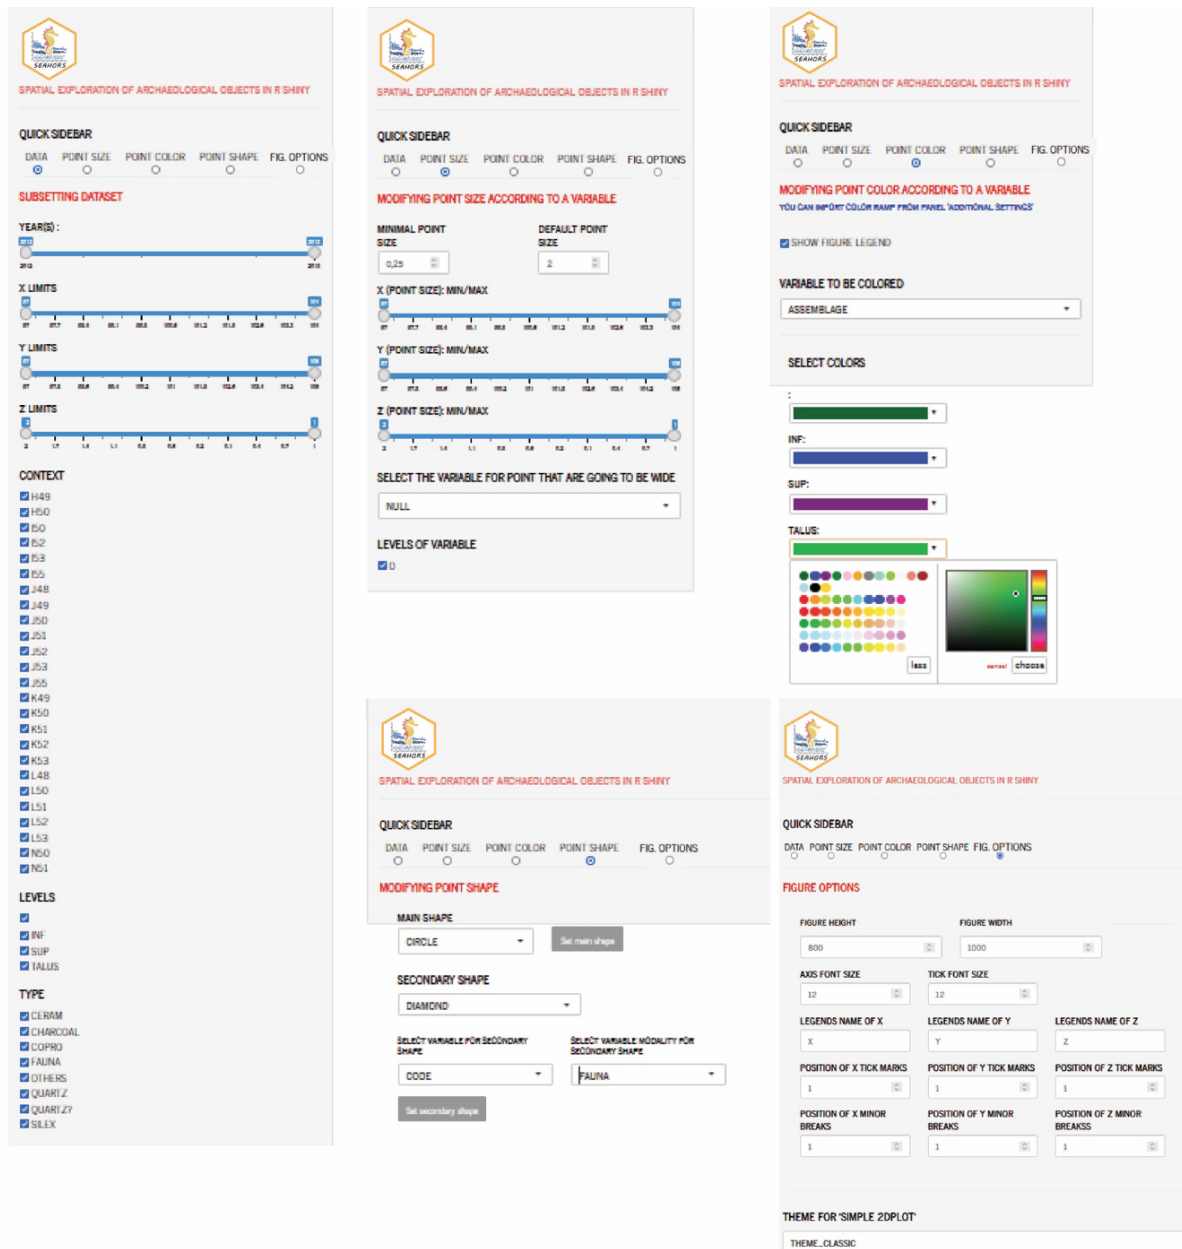 SEAHORS
SPATIAL EXPLORATION OF ARCHAEOLOGICAL OBJECTS IN R SHINY
QUICK SIDEBAR
DATA POINT SIZE POINT COLOR POINT SHAPE FIG. OPTIONS
SUBSETTING DATASET
YEAR(S) :
X LIMITS
Y LIMITS
Z LIMITS
CONTEXT
H49
H50
I50
I52
I53
I55
J48
J49
J50
J51
J52
J53
J55
K49
K50
K51
K52
K53
L48
L50
L51
L52
L53
N50
N51
LEVELS
INF
SUP
TALUS
TYPE
CERAM
CHARCOAL
COPRO
FAUNA
OTHERS
QUARTZ
QUARTZ?
SILEX
SEAHORS
SPATIAL EXPLORATION OF ARCHAEOLOGICAL OBJECTS IN R SHINY
QUICK SIDEBAR
DATA POINT SIZE POINT COLOR POINT SHAPE FIG. OPTIONS
MODIFYING POINT SIZE ACCORDING TO A VARIABLE
MINIMAL POINT DEFAULT POINT
SIZE SIZE
0,25 2
X (POINT SIZE): MIN/MAX
Y (POINT SIZE): MIN/MAX
Z (POINT SIZE): MIN/MAX
SELECT THE VARIABLE FOR POINT THAT ARE GOING TO BE WIDE
NULL
LEVELS OF VARIABLE
SEAHORS
SPATIAL EXPLORATION OF ARCHAEOLOGICAL OBJECTS IN R SHINY
QUICK SIDEBAR
DATA POINT SIZE POINT COLOR POINT SHAPE FIG. OPTIONS
MODIFYING POINT COLOR ACCORDING TO A VARIABLE
YOU CAN IMPORT COLOR RAMP FROM PANEL 'ADDITIONAL SETTINGS'
SHOW FIGURE LEGEND
VARIABLE TO BE COLORED
ASSEMBLAGE
SELECT COLORS
:
INF:
SUP:
TALUS:
less
cancel choose
SEAHORS
SPATIAL EXPLORATION OF ARCHAEOLOGICAL OBJECTS IN R SHINY
QUICK SIDEBAR
DATA POINT SIZE POINT COLOR POINT SHAPE FIG. OPTIONS
MODIFYING POINT SHAPE
MAIN SHAPE
CIRCLE Set main shape
SECONDARY SHAPE
DIAMOND
SELECT VARIABLE FOR SECONDARY SELECT VARIABLE MODALITY FOR
SHAPE SECONDARY SHAPE
CODE FAUNA
Set secondary shape
SEAHORS
SPATIAL EXPLORATION OF ARCHAEOLOGICAL OBJECTS IN R SHINY
QUICK SIDEBAR
DATA POINT SIZE POINT COLOR POINT SHAPE FIG. OPTIONS
FIGURE OPTIONS
FIGURE HEIGHT FIGURE WIDTH
800 1000
AXIS FONT SIZE TICK FONT SIZE
12 12
LEGENDS NAME OF X LEGENDS NAME OF Y LEGENDS NAME OF Z
X Y Z
POSITION OF X TICK MARKS POSITION OF Y TICK MARKS POSITION OF Z TICK MARKS
1 1 1
POSITION OF X MINOR POSITION OF Y MINOR POSITION OF Z MINOR
BREAKS BREAKS BREAKSS
1 1 1
THEME FOR 'SIMPLE 2DPLOT'
THEME_CLASSIC